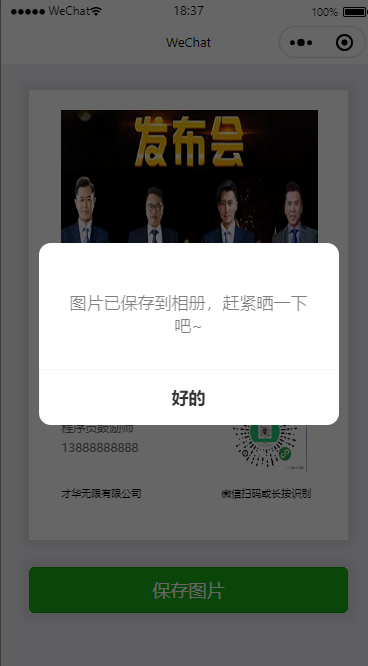 WeChat
18:37
100%
WeChat
发布会
图片已保存到相册，赶紧晒一下
吧~
好的
程序员鼓励师
13888888888
才华无限有限公司
微信扫码或长按识别
保存图片